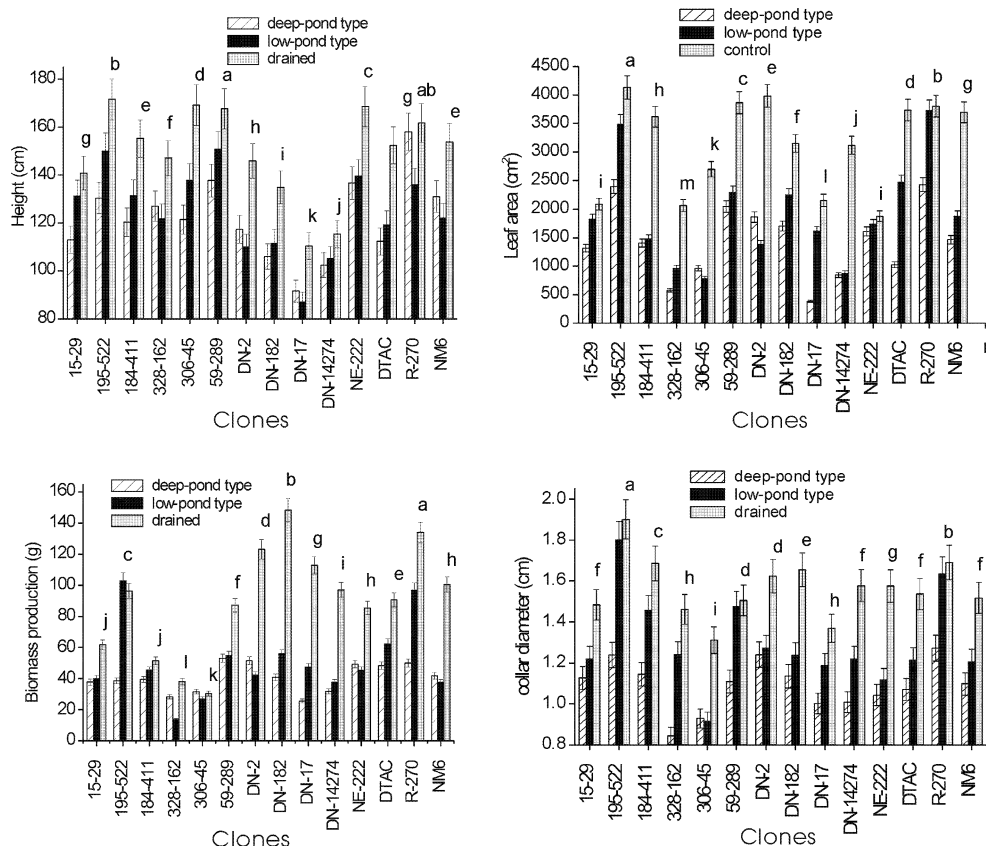 deep-pond type
low-pond type
drained
180
160
140
120
100
80
Height (cm)
g
b
e
f
d
a
h
i
k
j
c
g
ab
e
15-29
195-522
184-411
328-162
306-45
59-289
DN-2
DN-182
DN-17
DN-14274
NE-222
DTAC
R-270
NM6
Clones
deep-pond type
low-pond type
control
4500
4000
3500
3000
2500
2000
1500
1000
500
0
Leaf area (cm²)
i
a
h
m
k
c
e
f
l
j
i
d
b
g
15-29
195-522
184-411
328-162
306-45
59-289
DN-2
DN-182
DN-17
DN-14274
NE-222
DTAC
R-270
NM6
Clones
deep-pond type
low-pond type
drained
160
140
120
100
80
60
40
20
0
Biomass production (g)
j
c
j
l
k
f
d
b
g
i
h
e
a
h
15-29
195-522
184-411
328-162
306-45
59-289
DN-2
DN-182
DN-17
DN-14274
NE-222
DTAC
R-270
NM6
Clones
deep-pond type
low-pond type
drained
2.0
1.8
1.6
1.4
1.2
1.0
0.8
collar diameter (cm)
f
a
c
h
i
d
d
e
h
f
g
f
b
f
15-29
195-522
184-411
328-162
306-45
59-289
DN-2
DN-182
DN-17
DN-14274
NE-222
DTAC
R-270
NM6
Clones